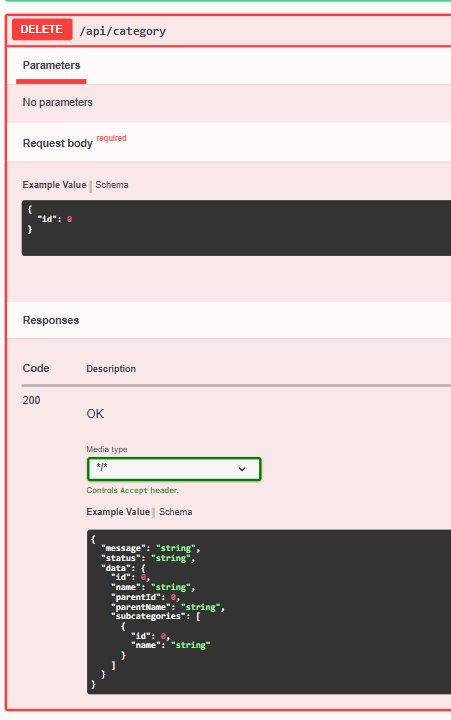 DELETE /api/category
Parameters
No parameters
Request body required
Example Value | Schema
{
  "id": 0
}
Responses
Code Description
200
OK
Media type
*/*
Controls Accept header.
Example Value | Schema
{
  "message": "string",
  "status": "string",
  "data": {
    "id": 0,
    "name": "string",
    "parentId": 0,
    "parentName": "string",
    "subcategories": [
      {
        "id": 0,
        "name": "string"
      }
    ]
  }
}